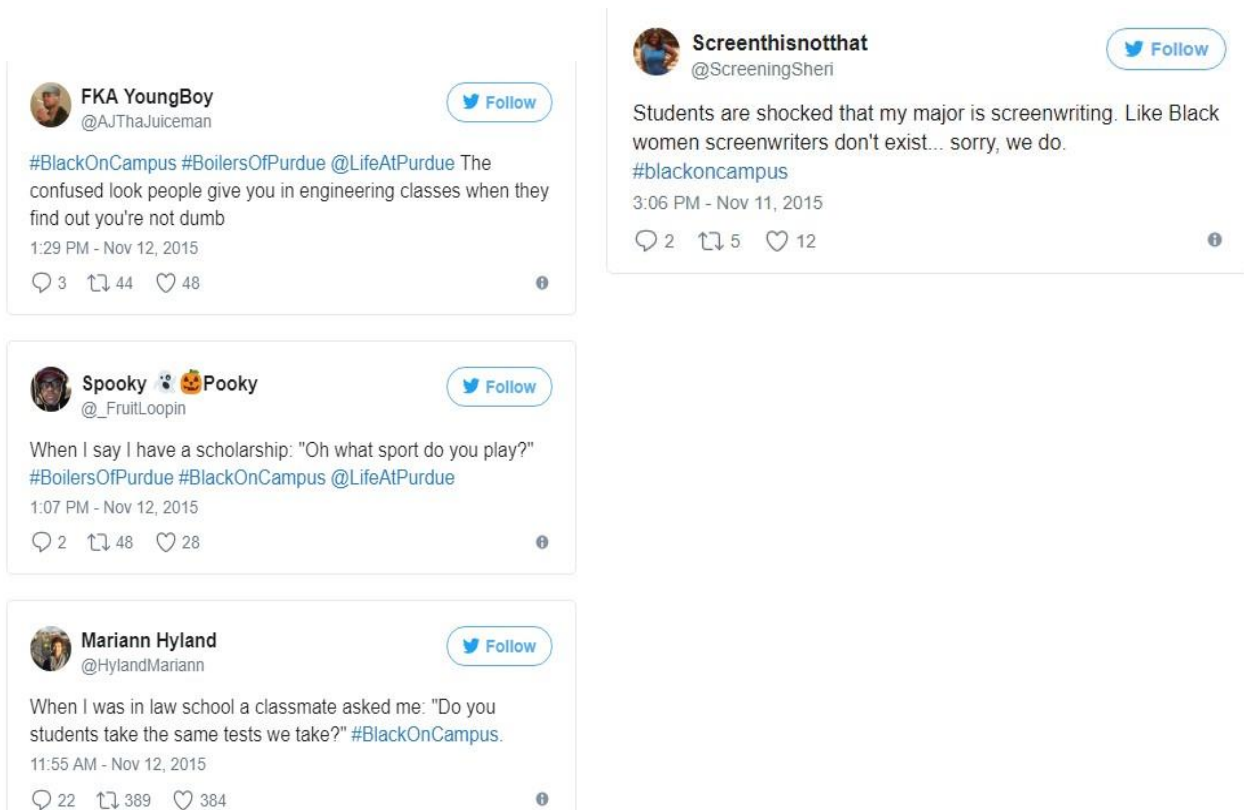 FKA YoungBoy
@AJThaJuiceman
Follow
#BlackOnCampus #BoilersOfPurdue @LifeAtPurdue The
confused look people give you in engineering classes when they
find out you're not dumb
1:29 PM - Nov 12, 2015
3 44 48
Spooky 👻🎃Pooky
@_FruitLoopin
Follow
When I say I have a scholarship: "Oh what sport do you play?"
#BoilersOfPurdue #BlackOnCampus @LifeAtPurdue
1:07 PM - Nov 12, 2015
2 48 28
Mariann Hyland
@HylandMariann
Follow
When I was in law school a classmate asked me: "Do you
students take the same tests we take?" #BlackOnCampus.
11:55 AM - Nov 12, 2015
22 389 384
Screenthisnotthat
@ScreeningSheri
Follow
Students are shocked that my major is screenwriting. Like Black
women screenwriters don't exist... sorry, we do.
#blackoncampus
3:06 PM - Nov 11, 2015
2 5 12